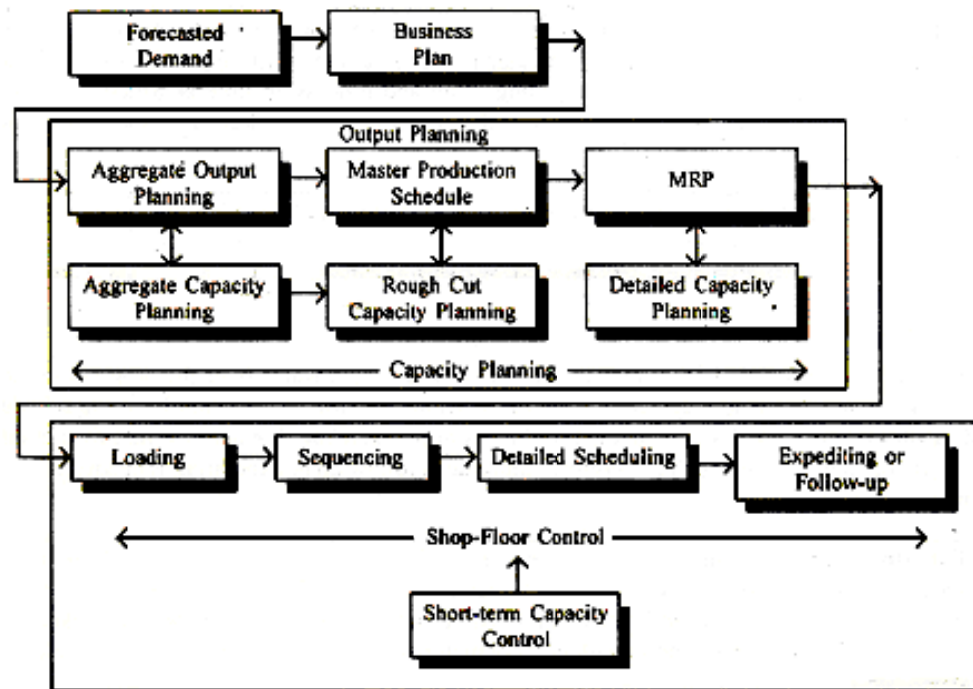 Forecasted
Demand
Business
Plan
Output Planning
Aggregate Output
Planning
Master Production
Schedule
MRP
Aggregate Capacity
Planning
Rough Cut
Capacity Planning
Detailed Capacity
Planning
Capacity Planning
Loading
Sequencing
Detailed Scheduling
Expediting or
Follow-up
Shop-Floor Control
Short-term Capacity
Control